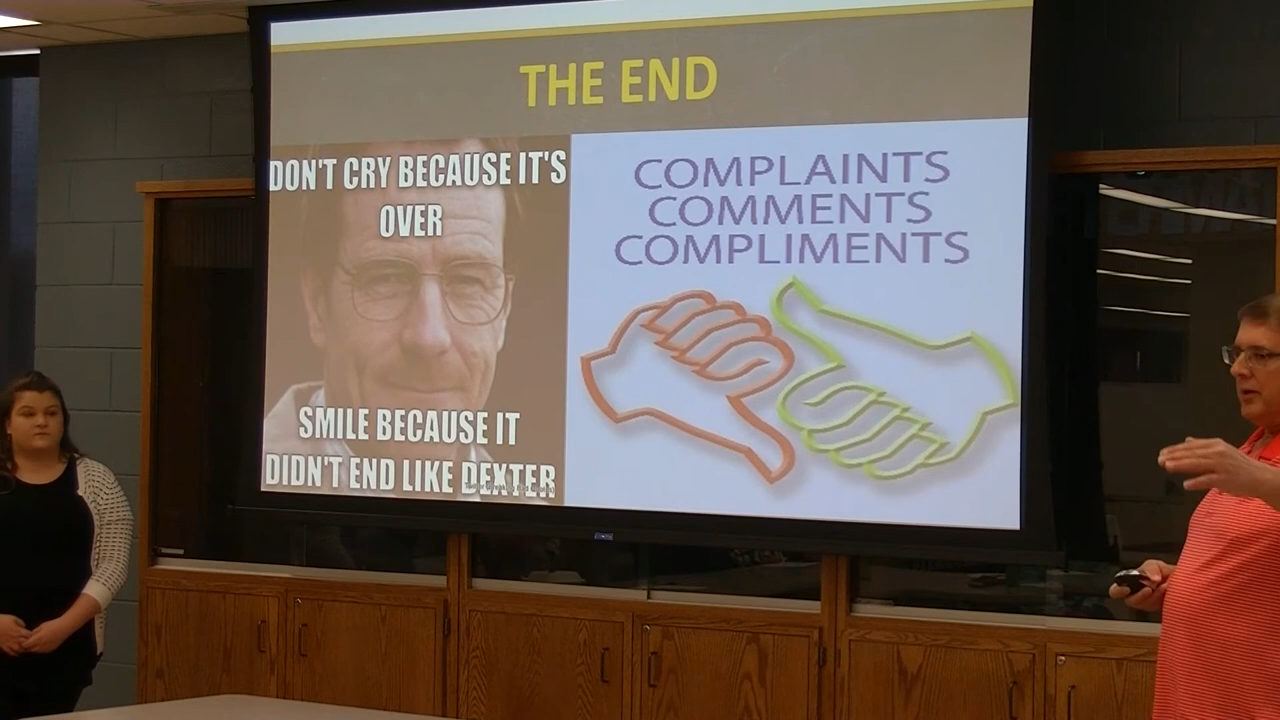 THE END
DON'T CRY BECAUSE IT'S
OVER
SMILE BECAUSE IT
DIDN'T END LIKE DEXTER
COMPLAINTS
COMMENTS
COMPLIMENTS